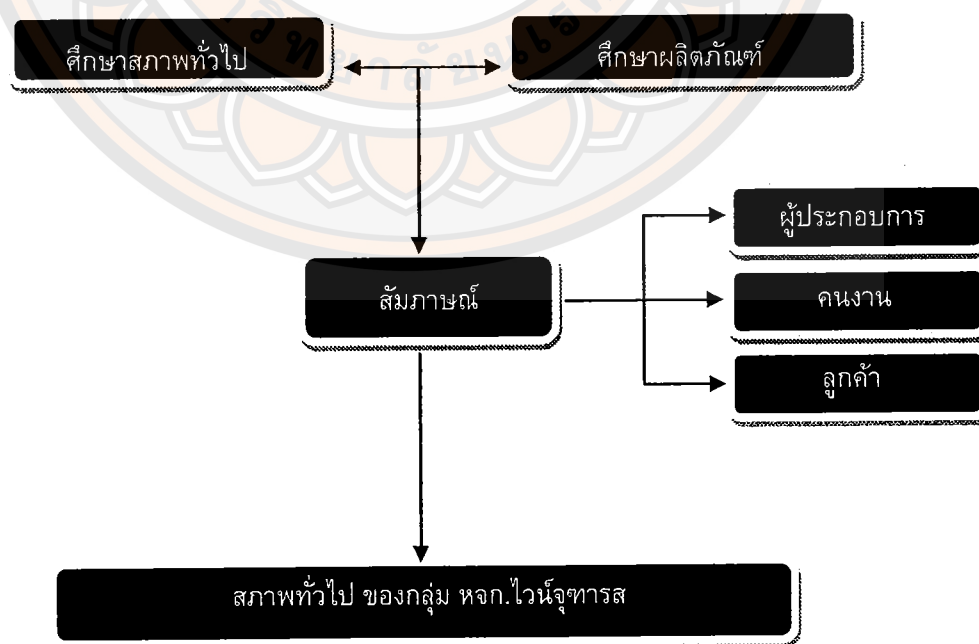 ศึกษาสภาพทั่วไป
ศึกษาผลิตภัณฑ์
ผู้ประกอบการ
สัมภาษณ์
คนงาน
ลูกค้า
สภาพทั่วไป ของกลุ่ม หจก.ไวน์จุฑารส